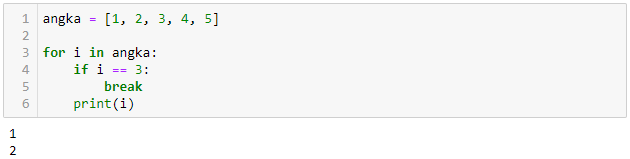 1 angka = [1, 2, 3, 4, 5]
2
3 for i in angka:
4     if i == 3:
5         break
6     print(i)
1
2